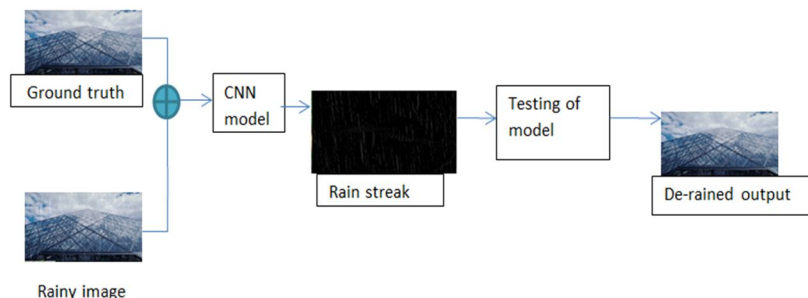 Ground truth
CNN
model
Rain streak
Testing of
model
De-rained output
Rainy image